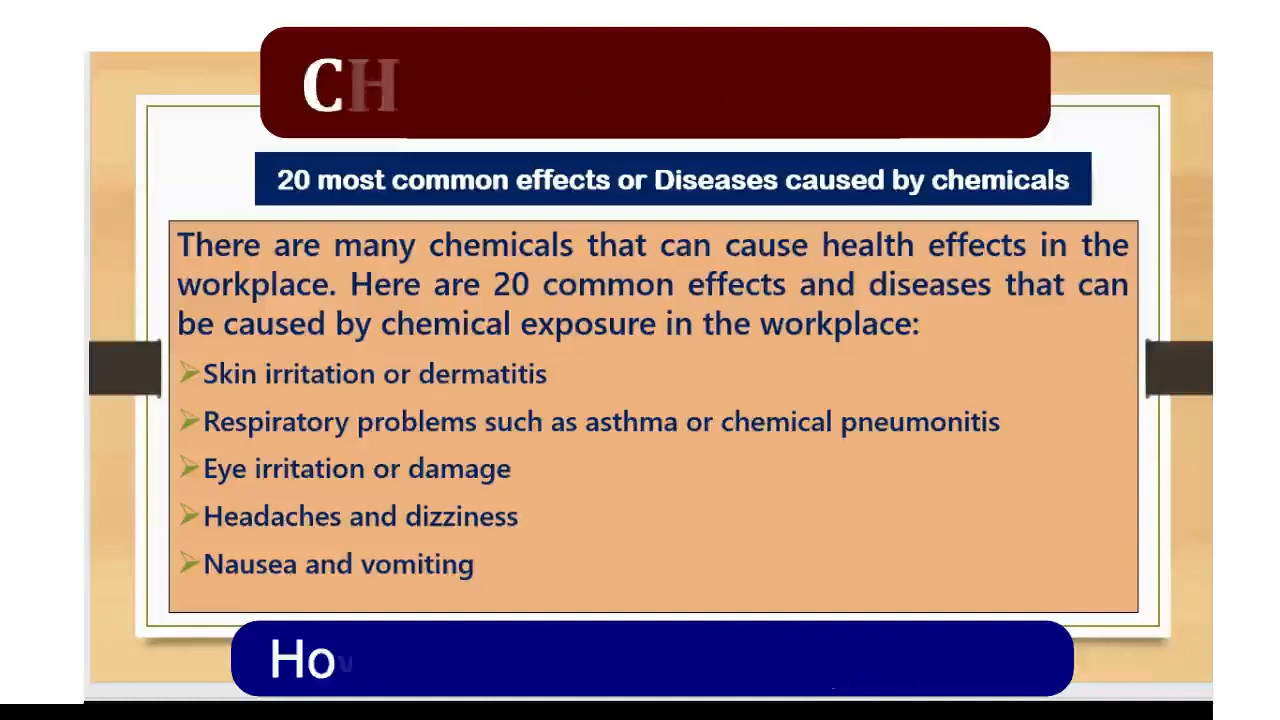 CH
20 most common effects or Diseases caused by chemicals
There are many chemicals that can cause health effects in the
workplace. Here are 20 common effects and diseases that can
be caused by chemical exposure in the workplace:
Skin irritation or dermatitis
Respiratory problems such as asthma or chemical pneumonitis
Eye irritation or damage
Headaches and dizziness
Nausea and vomiting
How